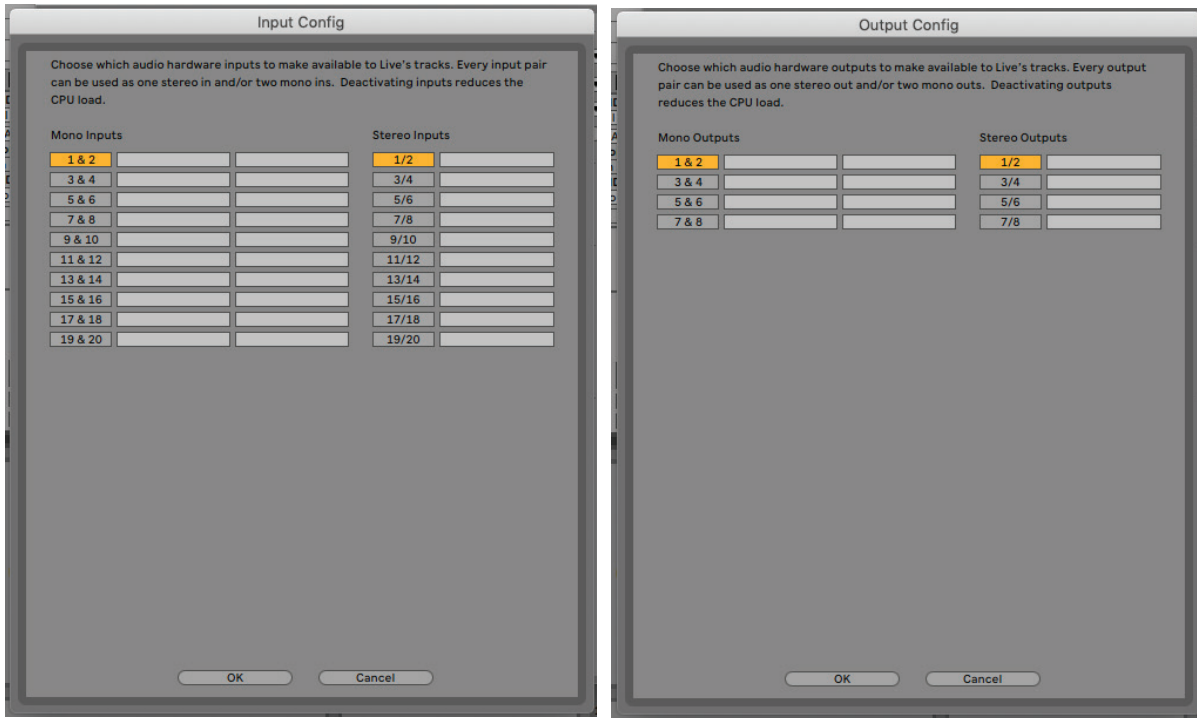 Input Config
Choose which audio hardware inputs to make available to Live's tracks. Every input pair
can be used as one stereo in and/or two mono ins.  Deactivating inputs reduces the
CPU load.
Mono Inputs
Stereo Inputs
1 & 2
1/2
3 & 4
3/4
5 & 6
5/6
7 & 8
7/8
9 & 10
9/10
11 & 12
11/12
13 & 14
13/14
15 & 16
15/16
17 & 18
17/18
19 & 20
19/20
OK
Cancel
Output Config
Choose which audio hardware outputs to make available to Live's tracks. Every output
pair can be used as one stereo out and/or two mono outs.  Deactivating outputs
reduces the CPU load.
Mono Outputs
Stereo Outputs
1 & 2
1/2
3 & 4
3/4
5 & 6
5/6
7 & 8
7/8
OK
Cancel